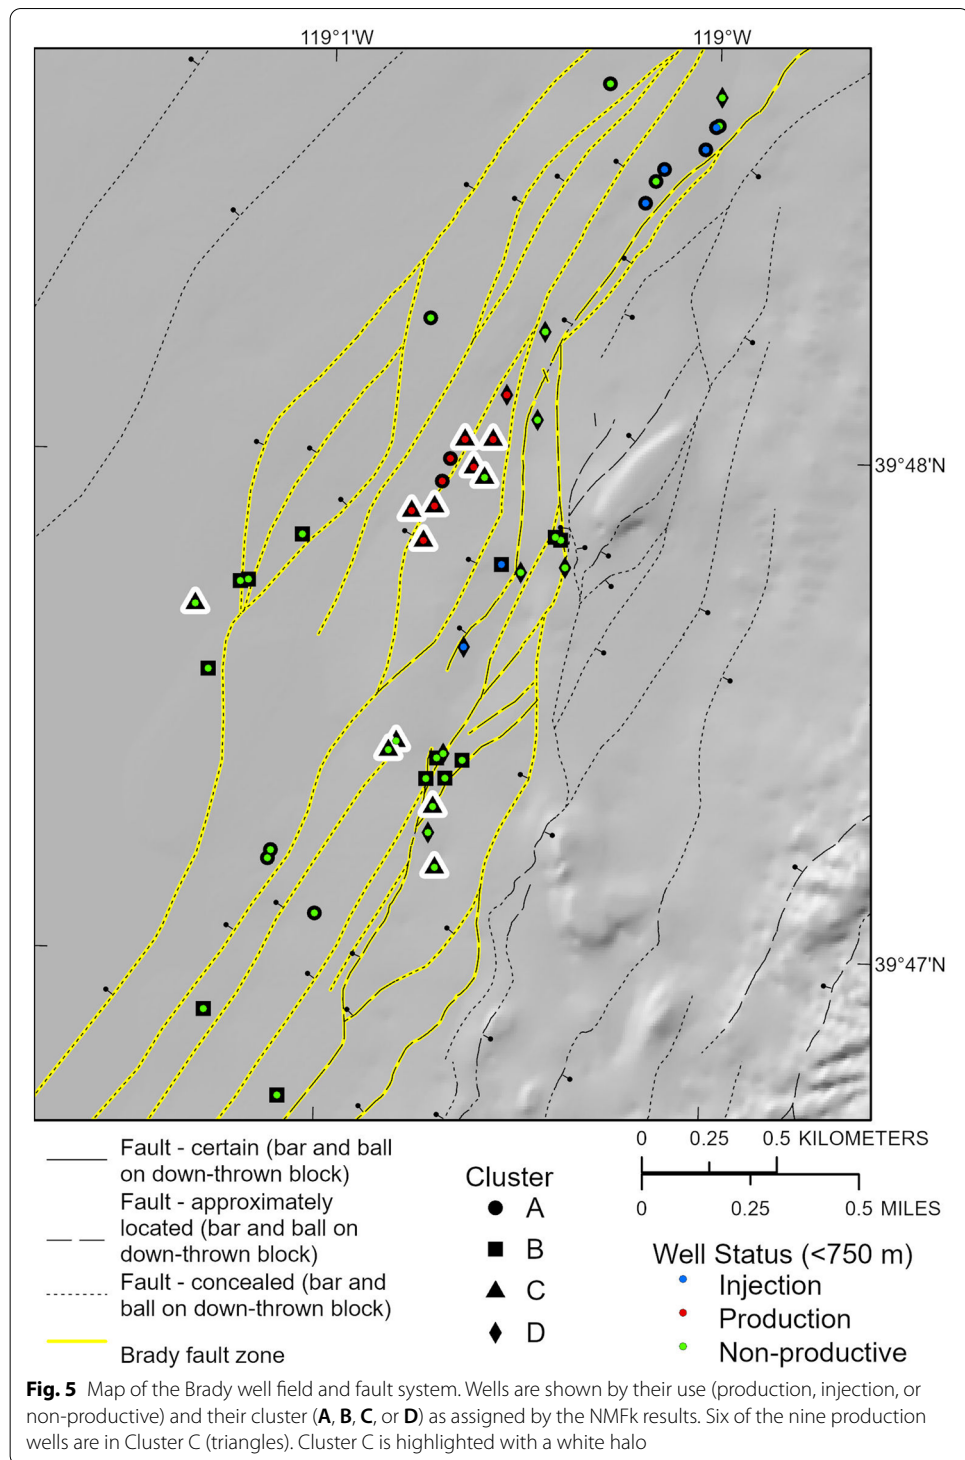 119°1'W
119°W
39°48'N
39°47'N
Fault - certain (bar and ball
on down-thrown block)
Fault - approximately
located (bar and ball on
down-thrown block)
Fault - concealed (bar and
ball on down-thrown block)
Brady fault zone
Cluster
A
B
C
D
0 0.25 0.5 KILOMETERS
0 0.25 0.5 MILES
Well Status (<750 m)
Injection
Production
Non-productive
Fig. 5 Map of the Brady well field and fault system. Wells are shown by their use (production, injection, or
non-productive) and their cluster (A, B, C, or D) as assigned by the NMFk results. Six of the nine production
wells are in Cluster C (triangles). Cluster C is highlighted with a white halo